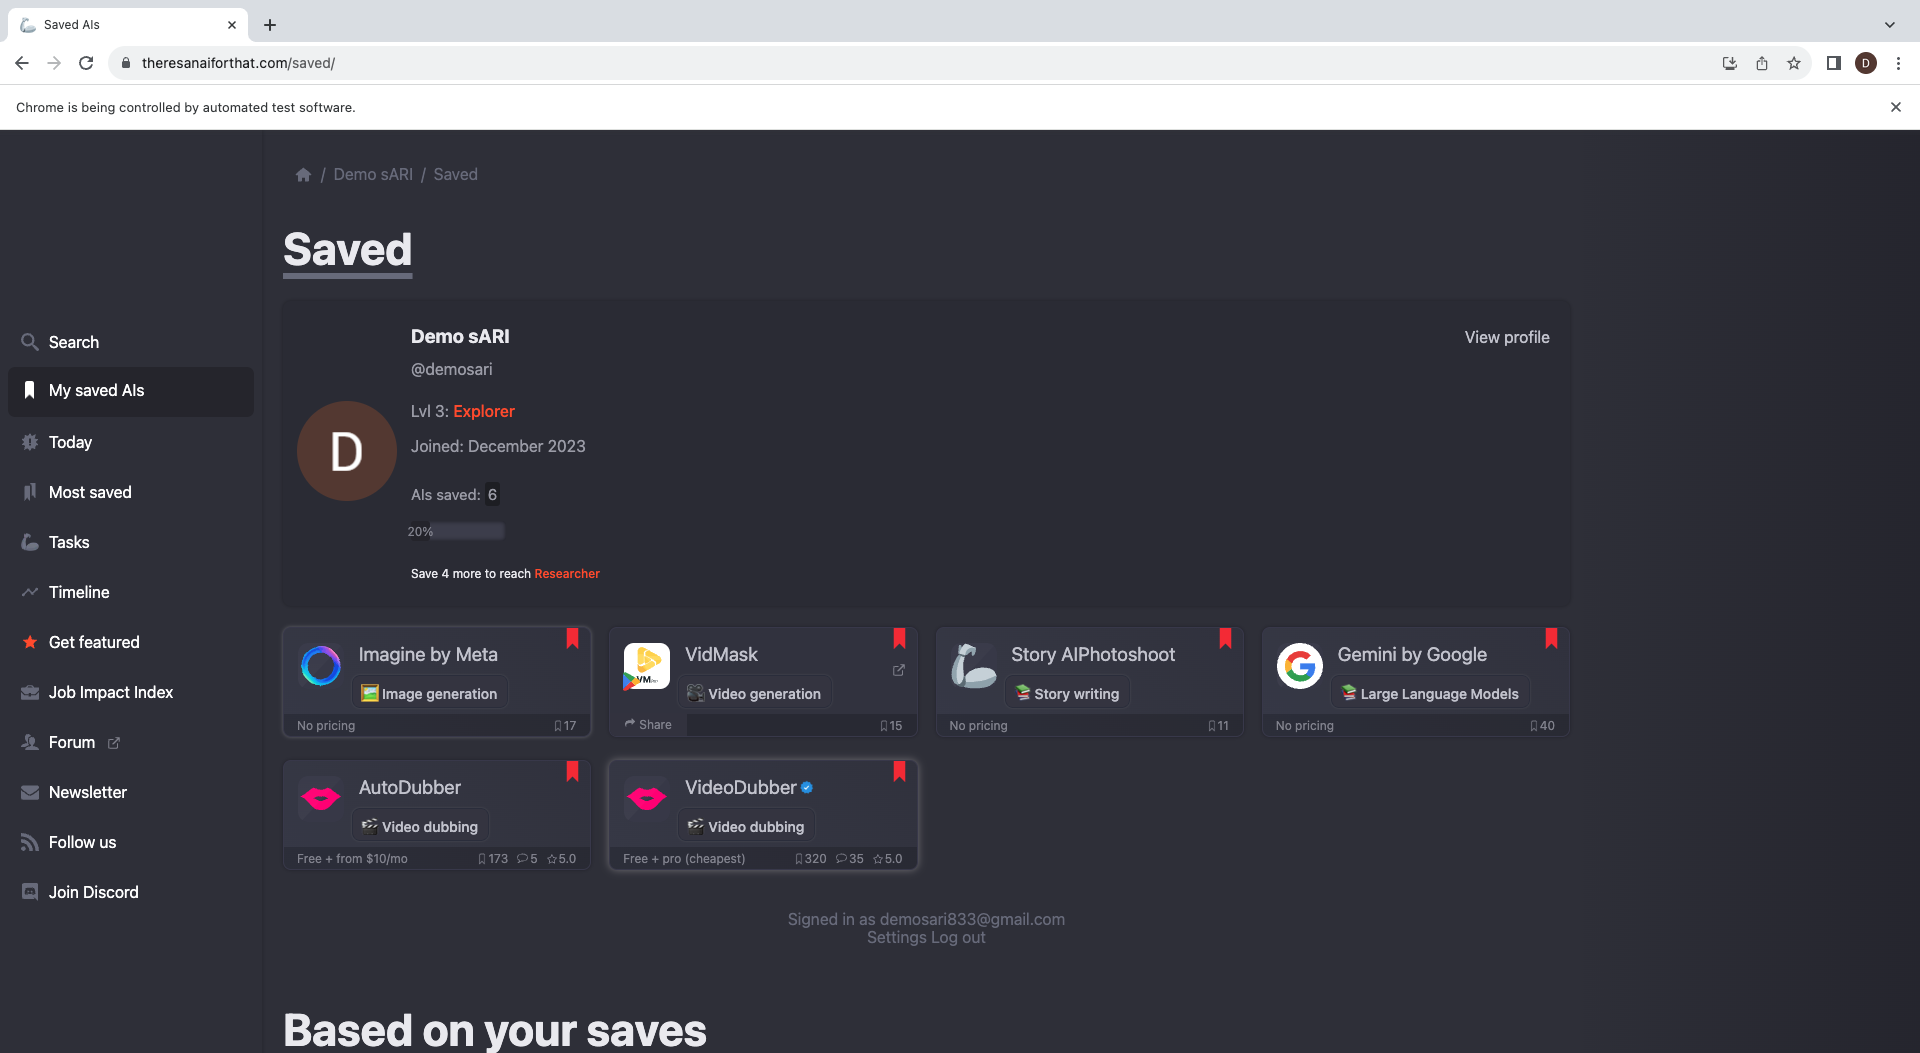 Saved AIs
theresanaiforthat.com/saved/
D
Chrome is being controlled by automated test software.
/ Demo sARI / Saved
Saved
Demo sARI
View profile
@demosari
Lvl 3: Explorer
Joined: December 2023
D
AIs saved: 6
20%
Save 4 more to reach Researcher
Search
My saved AIs
Today
Most saved
Tasks
Timeline
Get featured
Job Impact Index
Forum
Newsletter
Follow us
Join Discord
Imagine by Meta
Image generation
No pricing
17
VidMask
VM
Video generation
Share
15
Story AIPhotoshoot
Story writing
No pricing
11
Gemini by Google
Large Language Models
No pricing
40
AutoDubber
Video dubbing
Free + from $10/mo 173 5 5.0
VideoDubber
Video dubbing
Free + pro (cheapest) 320 35 5.0
Signed in as demosari833@gmail.com
Settings Log out
Based on your saves